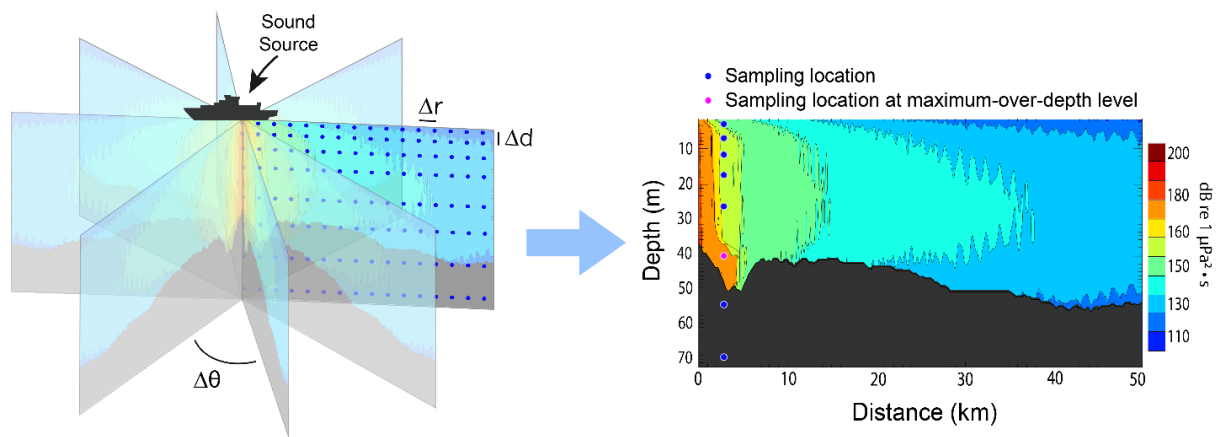 Sound
Source
Δr
Δd
Δθ
Sampling location
Sampling location at maximum-over-depth level
Depth (m)
10
20
30
40
50
60
70
0
10
20
30
40
50
Distance (km)
200
180
160
150
130
110
dB re 1 µPa²•s